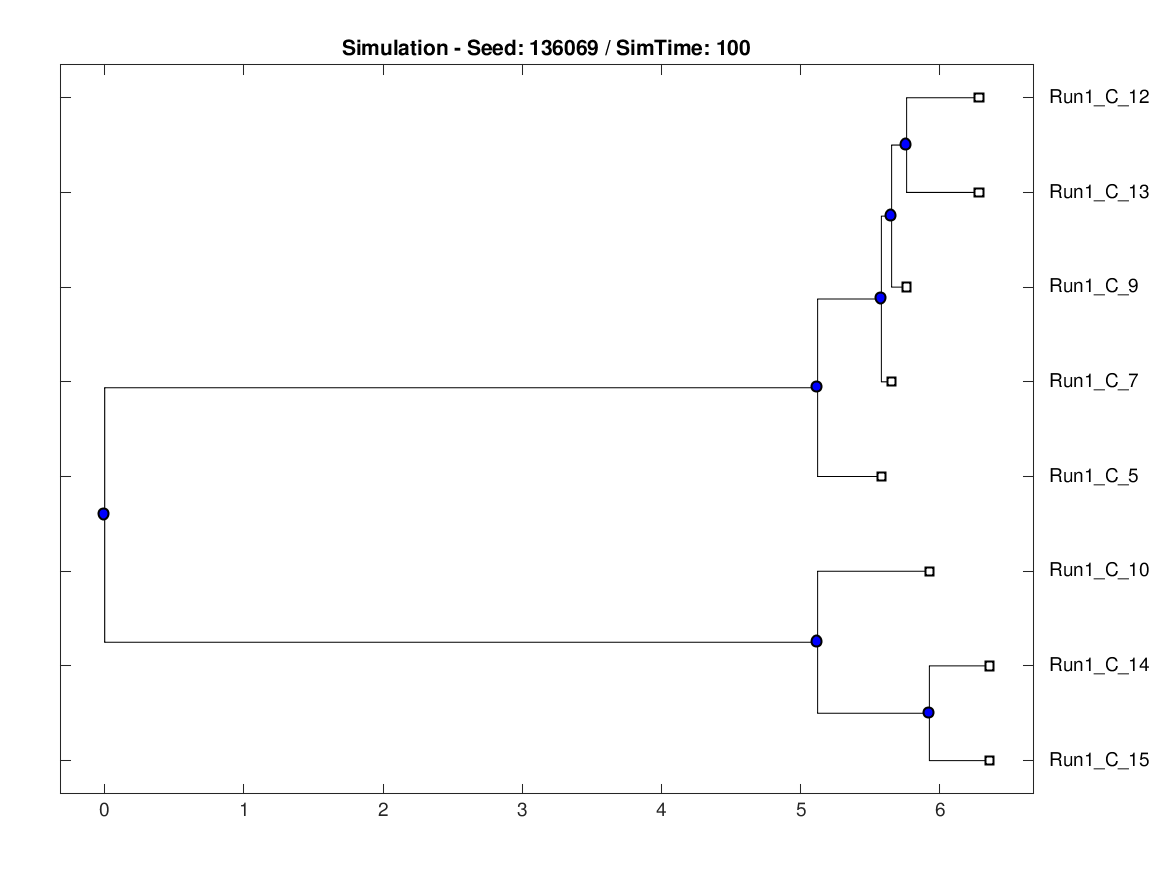 Simulation - Seed: 136069 / SimTime: 100
Run1_C_12
Run1_C_13
Run1_C_9
Run1_C_7
Run1_C_5
Run1_C_10
Run1_C_14
Run1_C_15
0 1 2 3 4 5 6